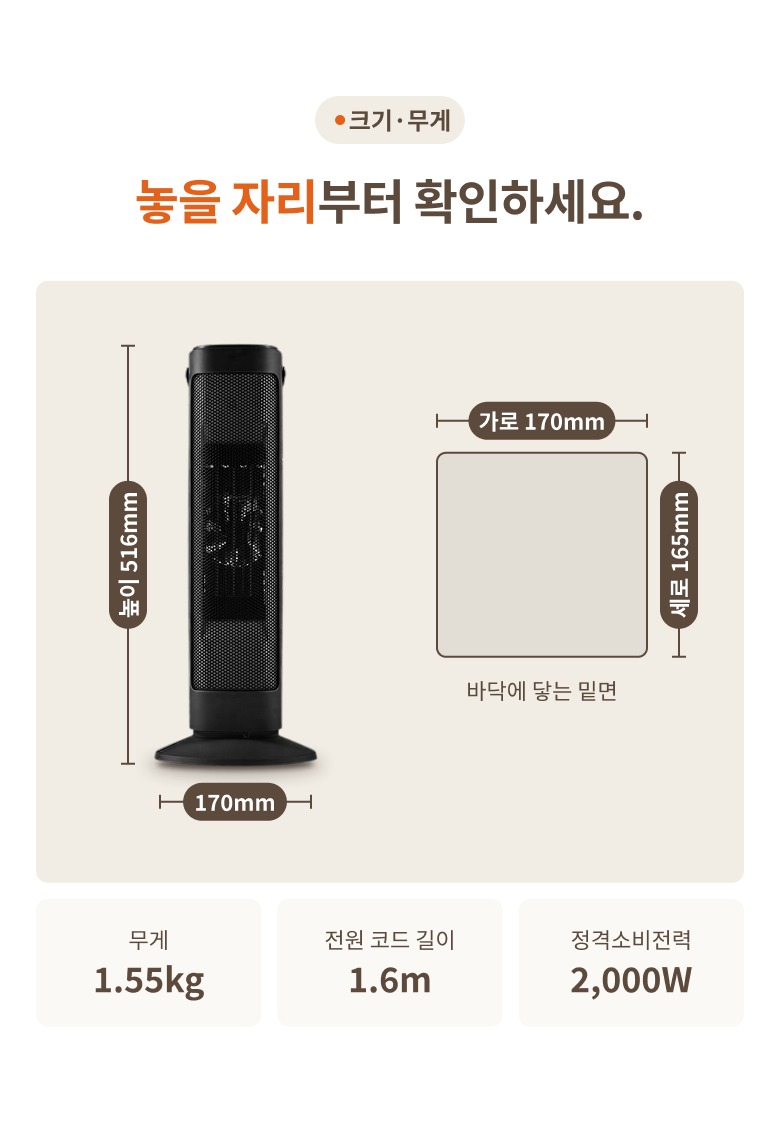 크기·무게
놓을 자리부터 확인하세요.
높이 516mm
170mm
가로 170mm
세로 165mm
바닥에 닿는 밑면
무게
1.55kg
전원 코드 길이
1.6m
정격소비전력
2,000W